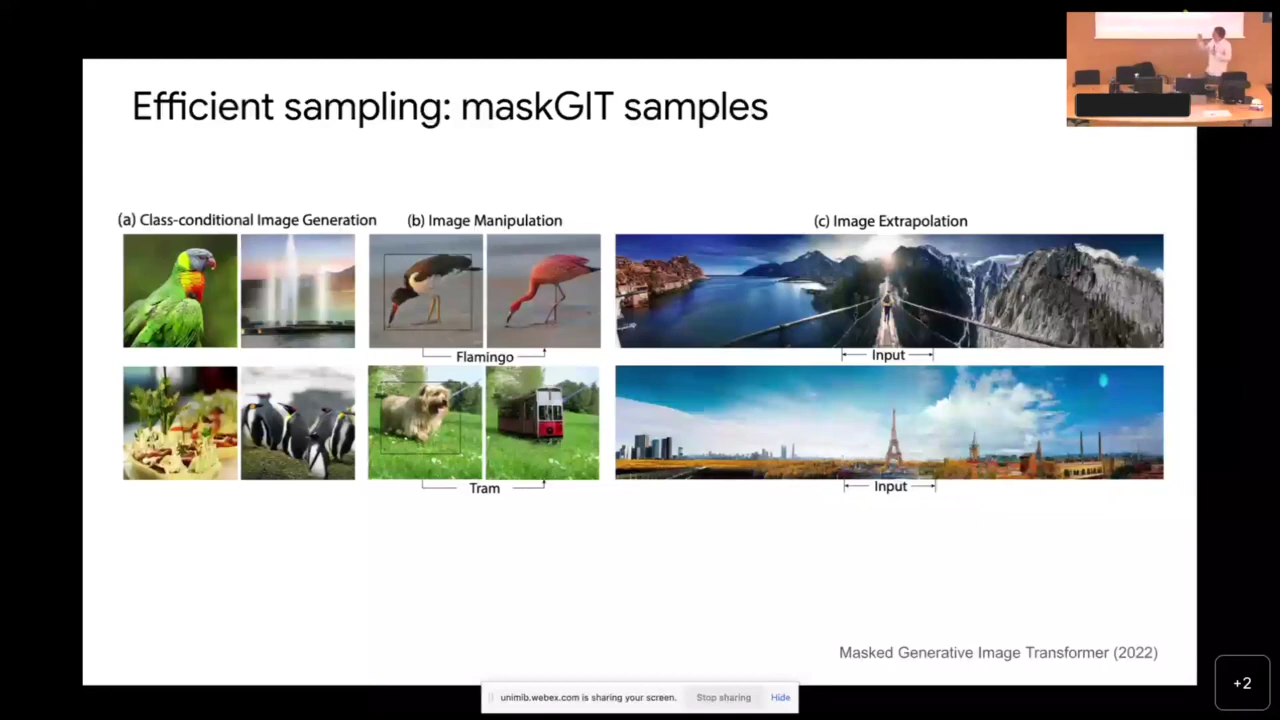 Efficient sampling: maskGIT samples
(a) Class-conditional Image Generation
(b) Image Manipulation
(c) Image Extrapolation
Flamingo
Input
Tram
Input
Masked Generative Image Transformer (2022)
unimib.webex.com is sharing your screen.
Stop sharing
Hide
+2